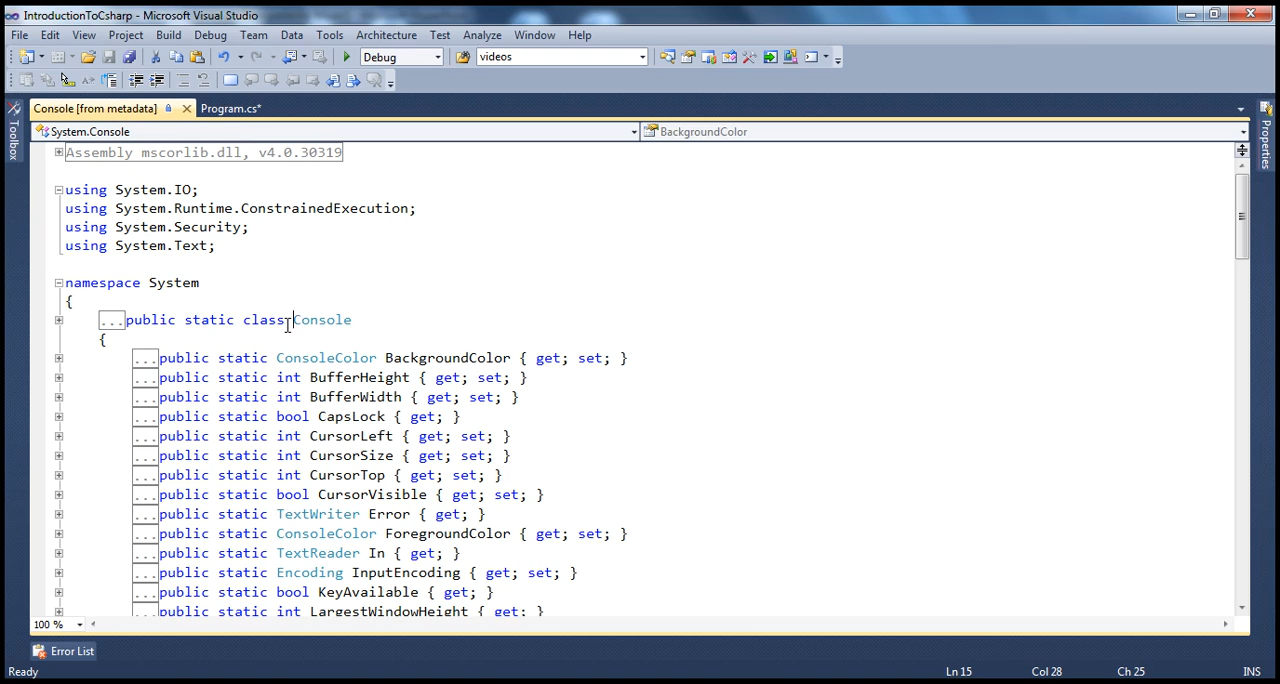 IntroductionToCsharp - Microsoft Visual Studio
File Edit View Project Build Debug Team Data Tools Architecture Test Analyze Window Help
Debug videos
Console [from metadata] Program.cs*
System.Console BackgroundColor
Toolbox
Properties
Assembly mscorlib.dll, v4.0.30319
using System.IO;
using System.Runtime.ConstrainedExecution;
using System.Security;
using System.Text;
namespace System
{
...public static class Console
{
...public static ConsoleColor BackgroundColor { get; set; }
...public static int BufferHeight { get; set; }
...public static int BufferWidth { get; set; }
...public static bool CapsLock { get; }
...public static int CursorLeft { get; set; }
...public static int CursorSize { get; set; }
...public static int CursorTop { get; set; }
...public static bool CursorVisible { get; set; }
...public static TextWriter Error { get; }
...public static ConsoleColor ForegroundColor { get; set; }
...public static TextReader In { get; }
...public static Encoding InputEncoding { get; set; }
...public static bool KeyAvailable { get; }
...public static int LargestWindowHeight { get; }
100 %
Error List
Ready Ln 15 Col 28 Ch 25 INS